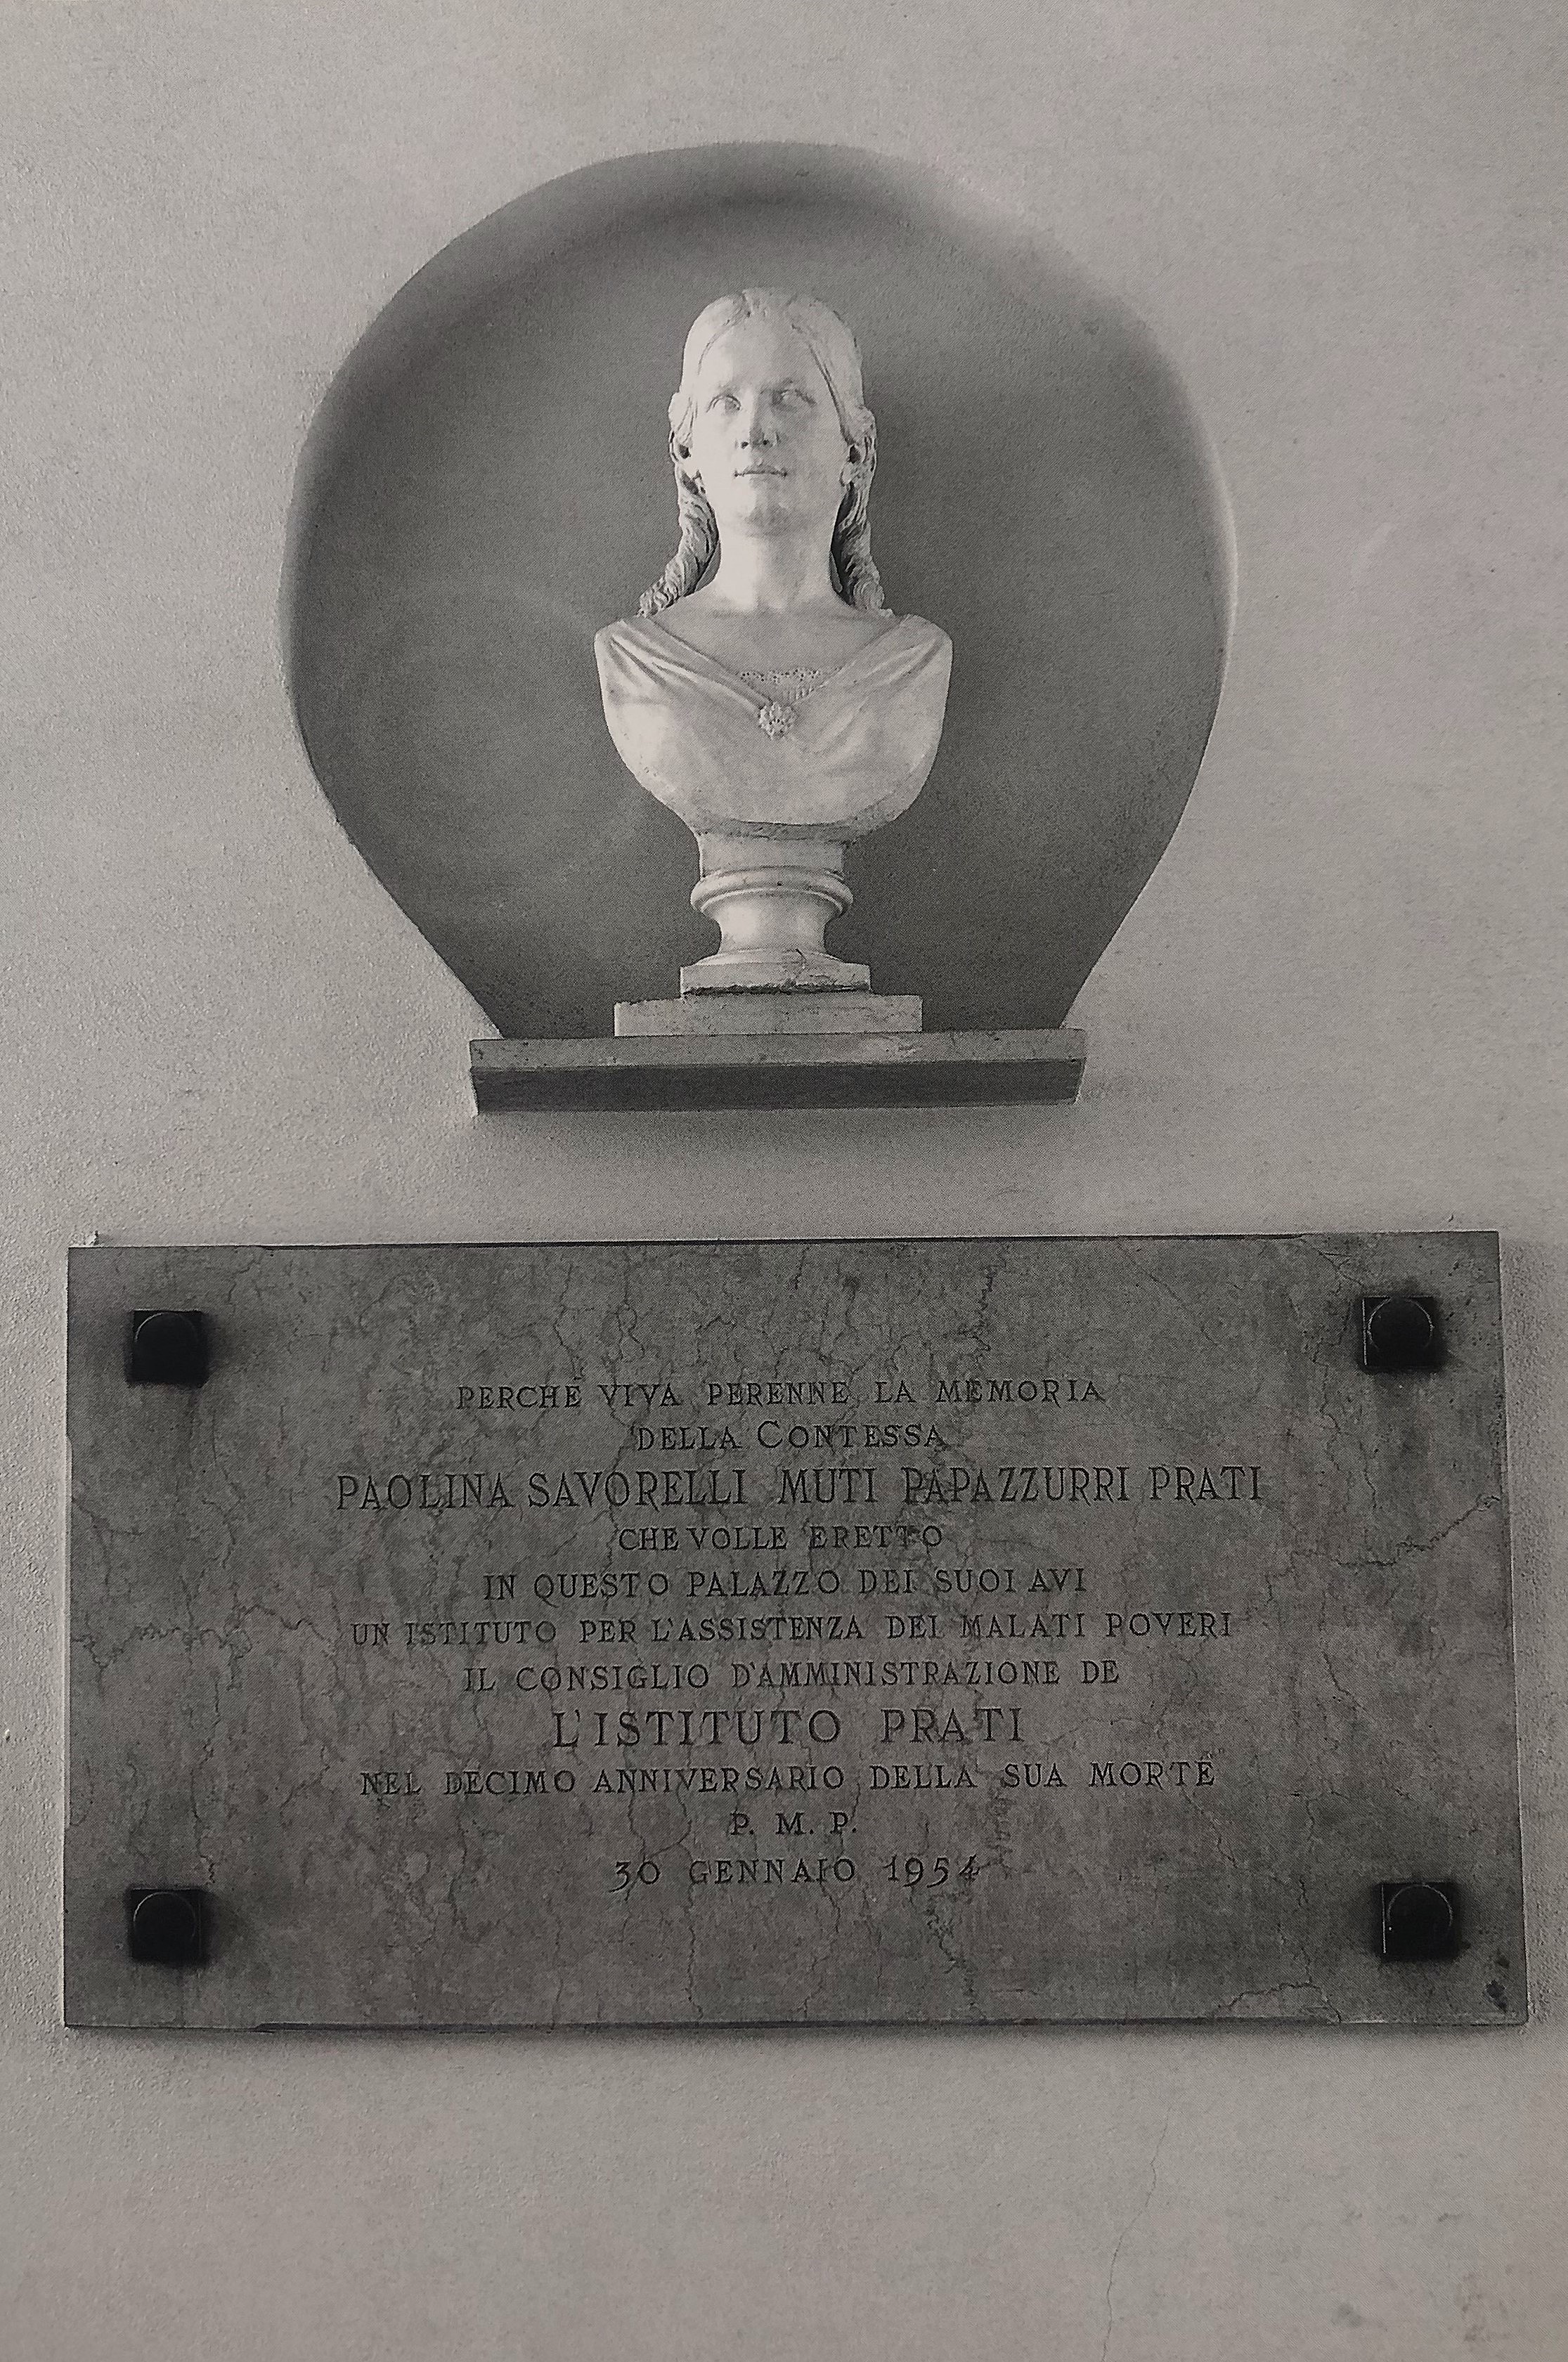 PERCHÈ VIVA PERENNE LA MEMORIA
DELLA CONTESSA
PAOLINA SAVORELLI MUTI PAPAZZURRI PRATI
CHE VOLLE ERETTO
IN QUESTO PALAZZO DEI SUOI AVI
UN ISTITUTO PER L'ASSISTENZA DEI MALATI POVERI
IL CONSIGLIO D'AMMINISTRAZIONE DE
L'ISTITUTO PRATI
NEL DECIMO ANNIVERSARIO DELLA SUA MORTE
P. M. P.
30 GENNAIO 1954